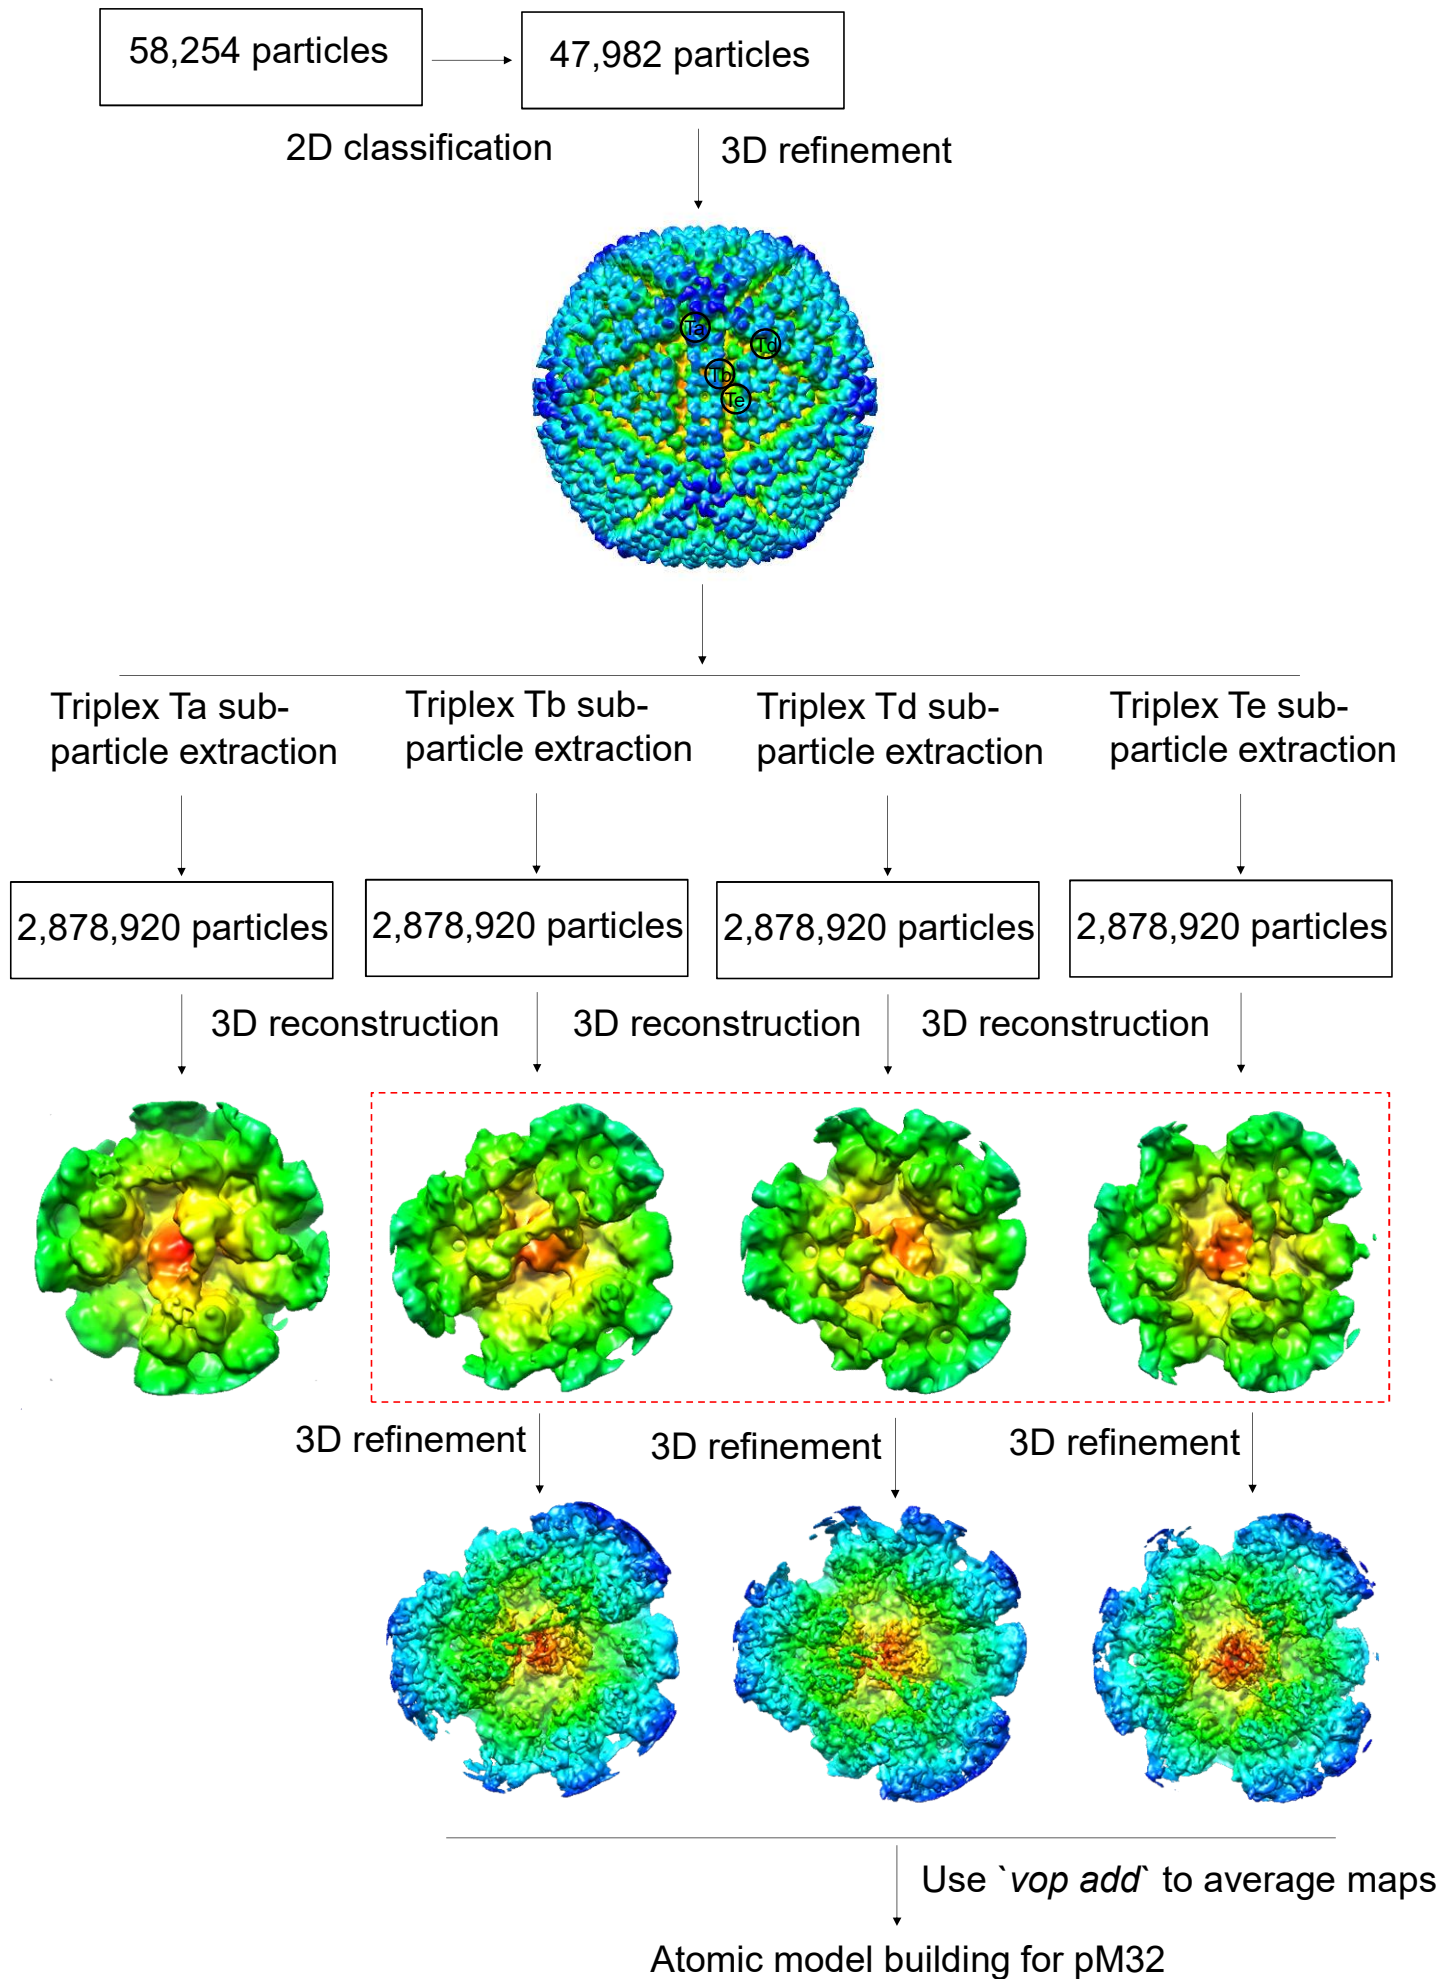 58,254 particles
47,982 particles
2D classification
3D refinement
Ta
Td
Tb
Te
Triplex Ta sub-
particle extraction
Triplex Tb sub-
particle extraction
Triplex Td sub-
particle extraction
Triplex Te sub-
particle extraction
2,878,920 particles
2,878,920 particles
2,878,920 particles
2,878,920 particles
3D reconstruction
3D reconstruction
3D reconstruction
3D refinement
3D refinement
3D refinement
Use `vop add` to average maps
Atomic model building for pM32